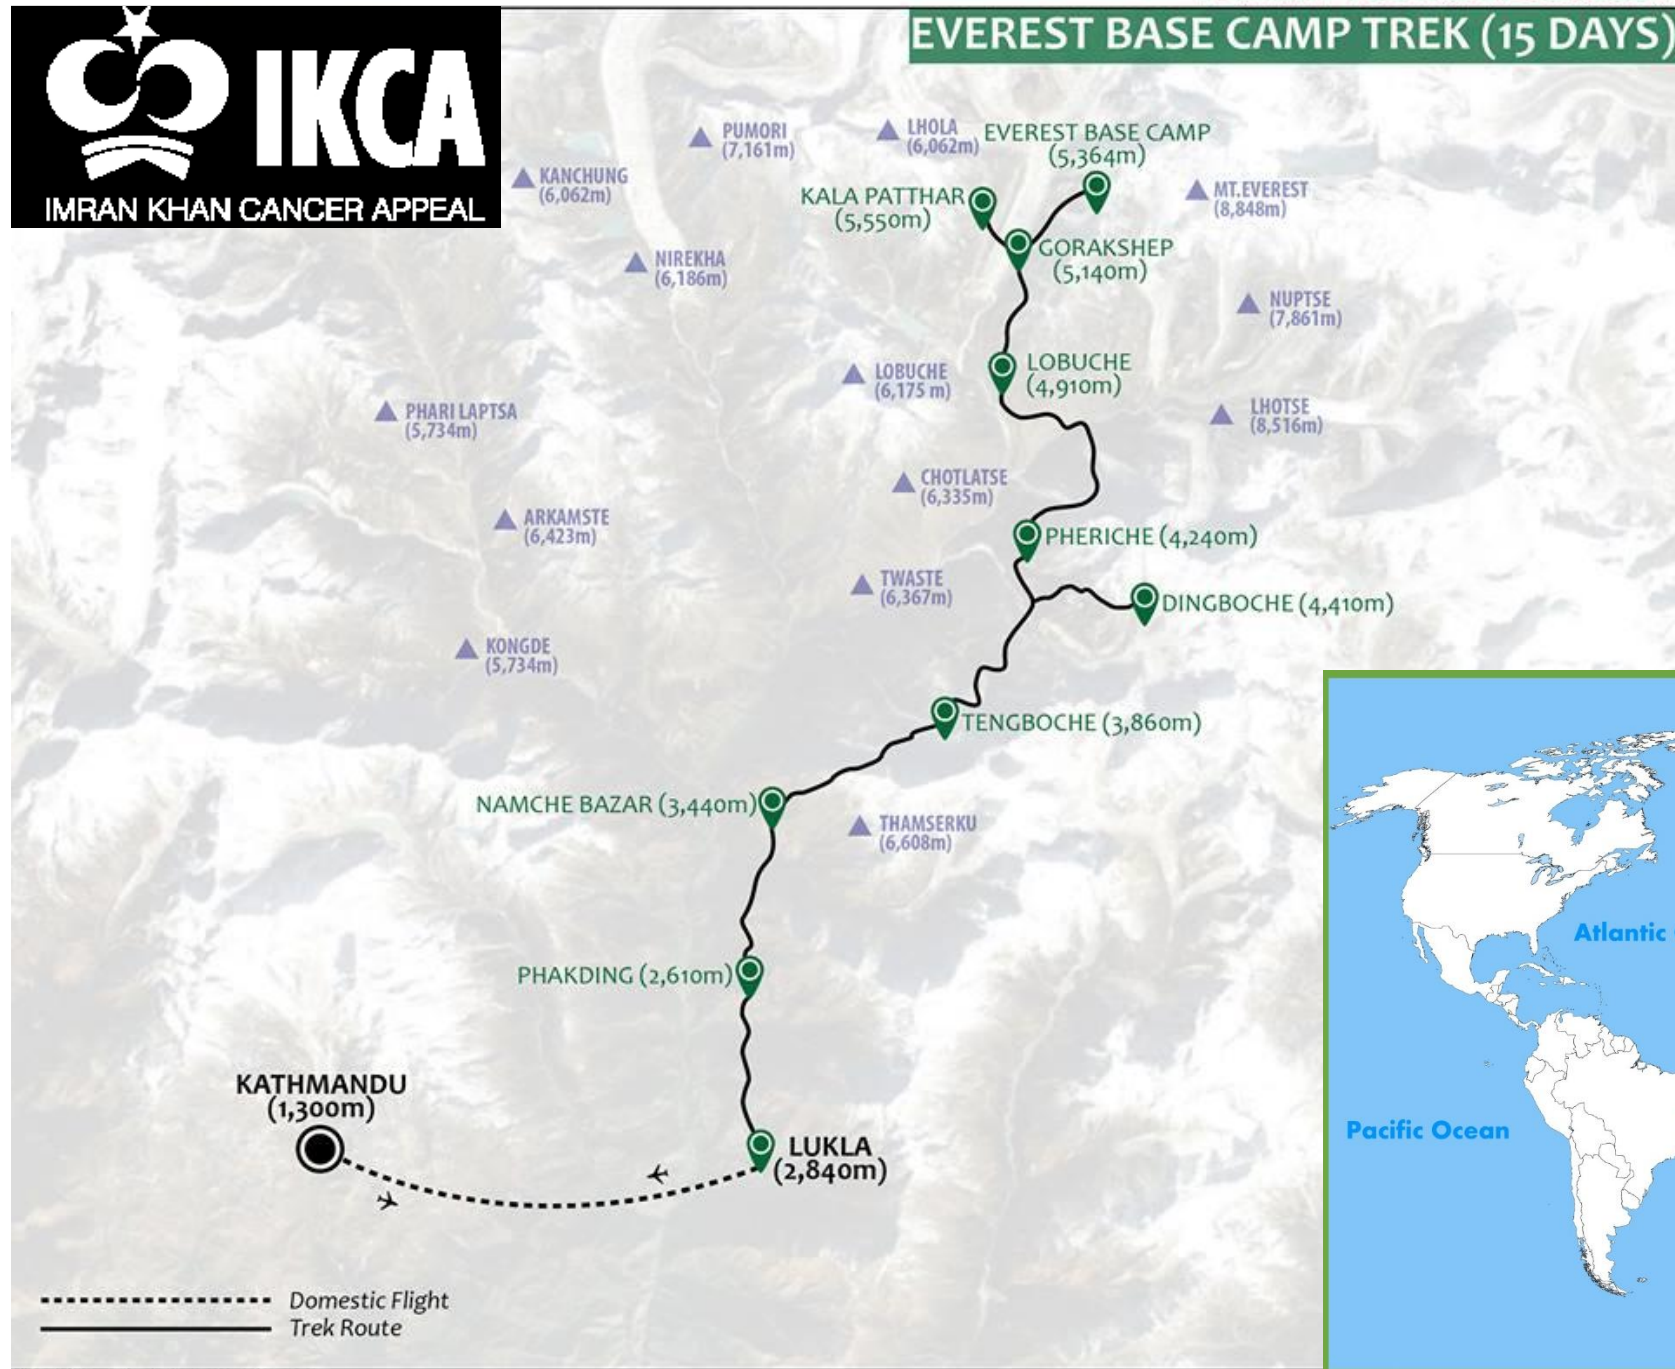 EVEREST BASE CAMP TREK (15 DAYS)
IKCA
IMRAN KHAN CANCER APPEAL
PUMORI
(7,161m)
LHOLA
(6,062m)
EVEREST BASE CAMP
(5,364m)
KANCHUNG
(6,062m)
KALA PATTHAR
(5,550m)
MT.EVEREST
(8,848m)
NIREKHA
(6,186m)
GORAKSHEP
(5,140m)
NUPTSE
(7,861m)
LOBUCHE
(6,175 m)
LOBUCHE
(4,910m)
PHARI LAPTSA
(5,734m)
LHOTSE
(8,516m)
CHOTLATSE
(6,335m)
ARKAMSTE
(6,423m)
PHERICHE (4,240m)
TWASTE
(6,367m)
DINGBOCHE (4,410m)
KONGDE
(5,734m)
TENGBOCHE (3,860m)
NAMCHE BAZAR (3,440m)
THAMSERKU
(6,608m)
Atlantic
PHAKDING (2,610m)
KATHMANDU
(1,300m)
LUKLA
(2,840m)
Pacific Ocean
Domestic Flight
Trek Route